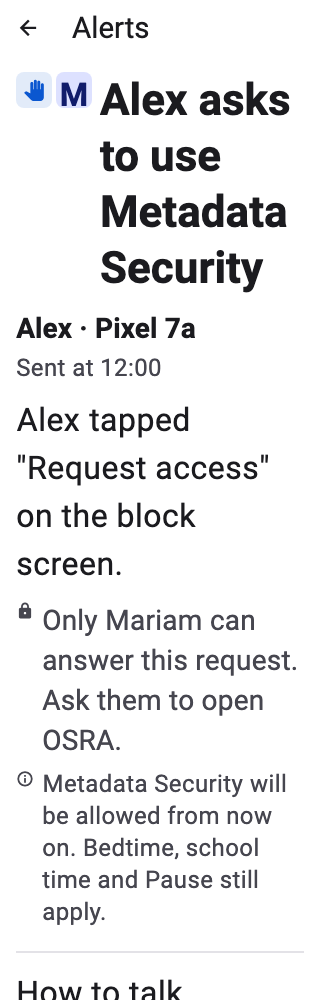 Alerts
M
Alex asks
to use
Metadata
Security
Alex · Pixel 7a
Sent at 12:00
Alex tapped
"Request access"
on the block
screen.
Only Mariam can
answer this request.
Ask them to open
OSRA.
Metadata Security will
be allowed from now
on. Bedtime, school
time and Pause still
apply.
How to talk